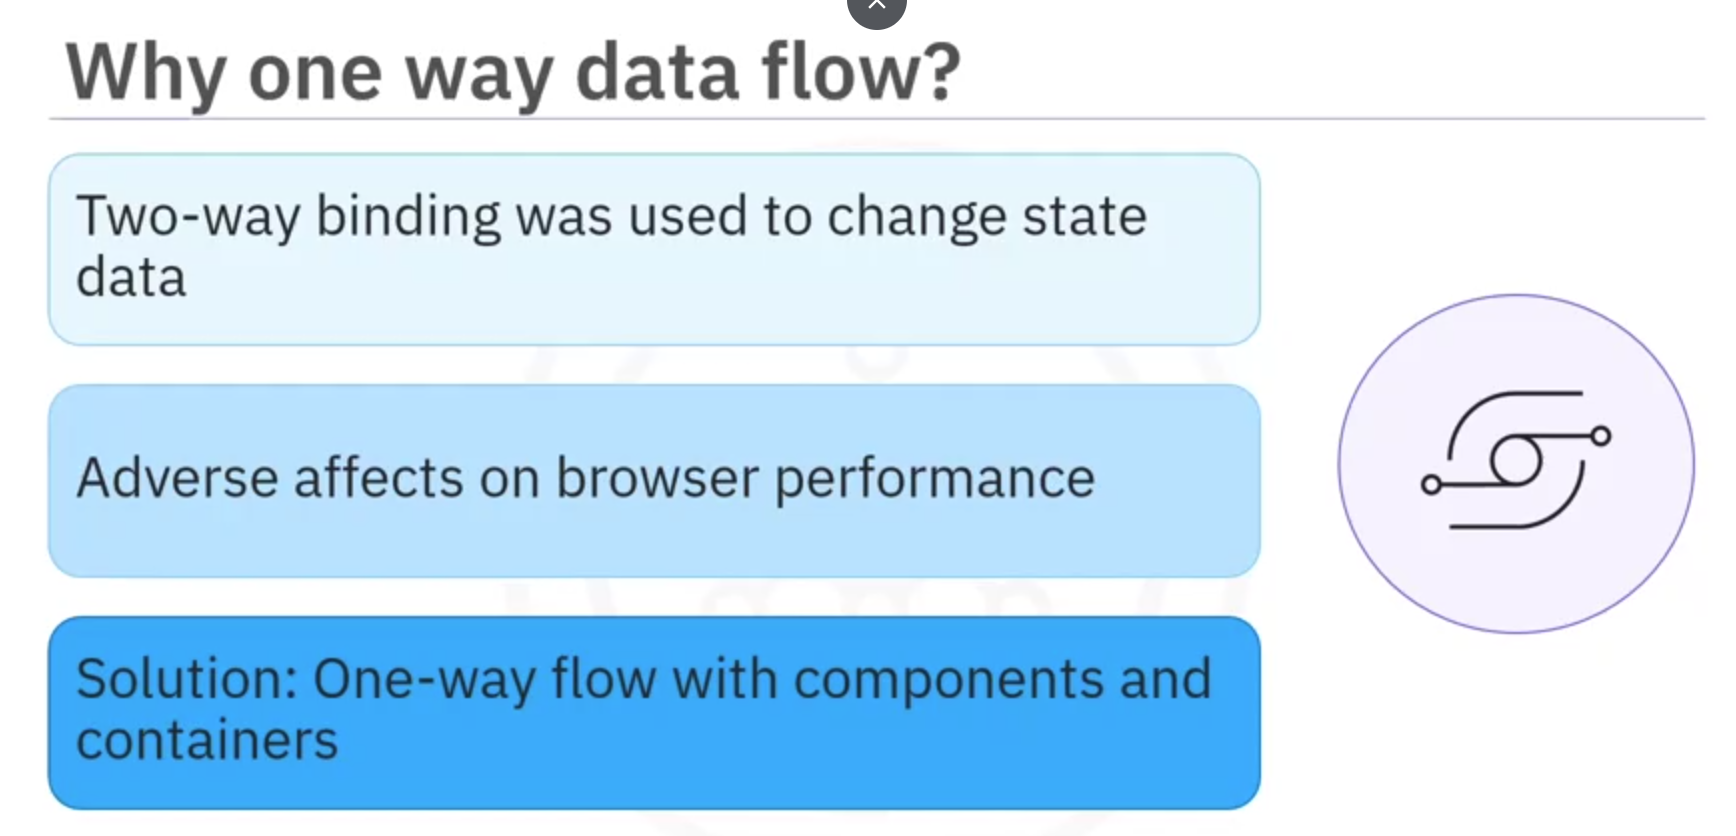 Why one way data flow?
Two-way binding was used to change state
data
Adverse affects on browser performance
Solution: One-way flow with components and
containers